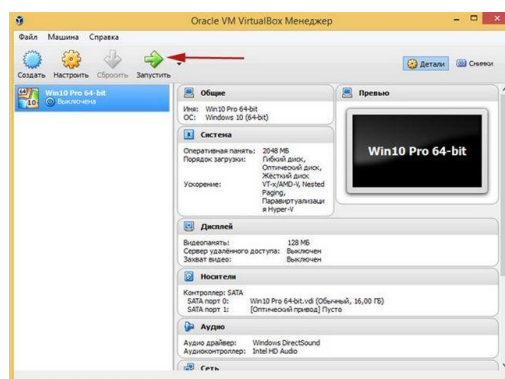 Oracle VM VirtualBox Менеджер
Файл Машина Справка
Создать Настроить Сбросить Запустить
Детали Снимки
Win10 Pro 64-bit
Выключена
Общие
Имя: Win10 Pro 64-bit
ОС: Windows 10 (64-bit)
Превью
Win10 Pro 64-bit
Система
Оперативная память: 2048 МБ
Порядок загрузки: Гибкий диск,
Оптический диск,
Жёсткий диск
Ускорение: VT-x/AMD-V, Nested
Paging,
Паравиртуализаци
я Hyper-V
Дисплей
Видеопамять: 128 МБ
Сервер удалённого доступа: Выключен
Захват видео: Выключен
Носители
Контроллер: SATA
SATA порт 0: Win10 Pro 64-bit.vdi (Обычный, 16,00 ГБ)
SATA порт 1: [Оптический привод] Пусто
Аудио
Аудио драйвер: Windows DirectSound
Аудиоконтроллер: Intel HD Audio
Сеть